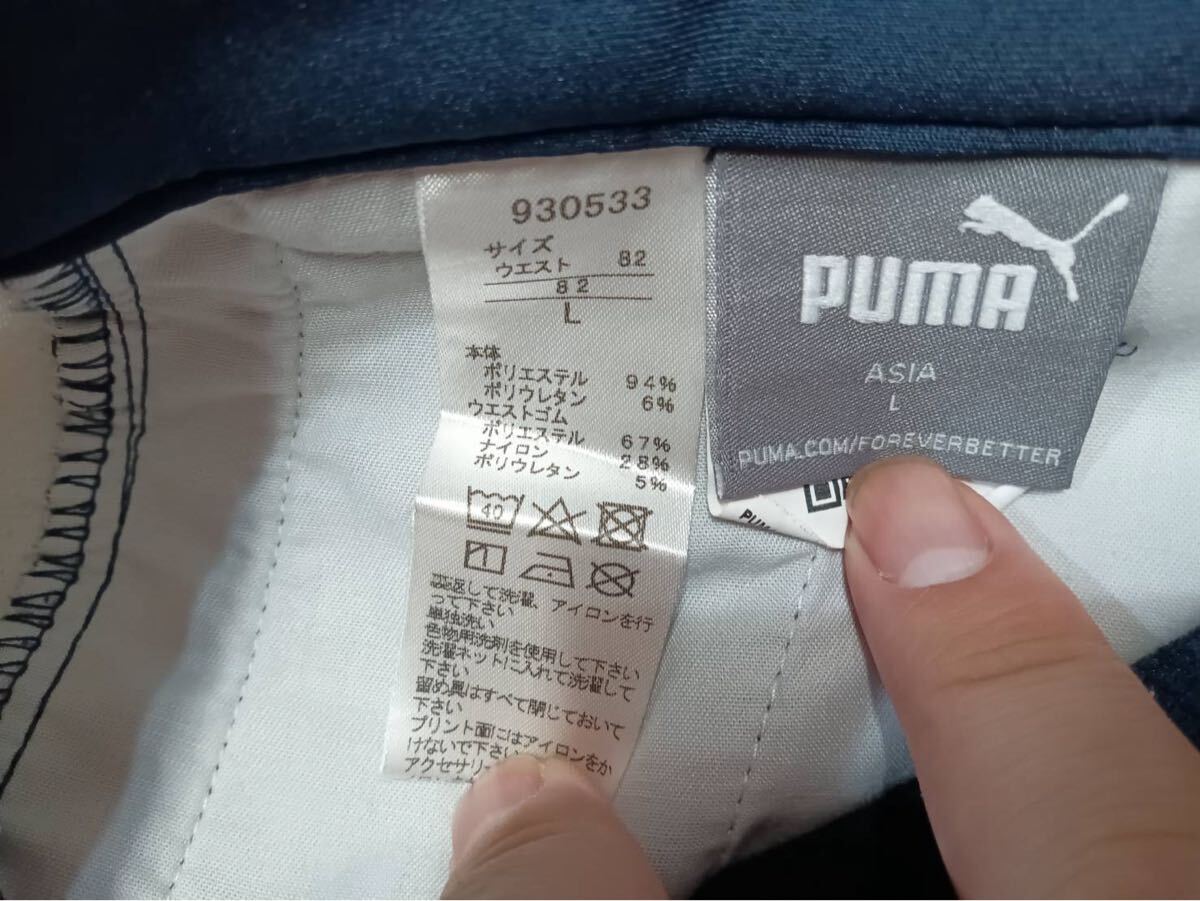 930533
サイズ
ウエスト 82
82
L
本体
ポリエステル 94%
ポリウレタン 6%
ウエストゴム
ポリエステル 67%
ナイロン 28%
ポリウレタン 5%
40
1
裏返して洗濯、アイロンを行
って下さい
単独洗い
色物用洗剤を使用して下さい
洗濯ネットに入れて洗濯して
下さい
留め具はすべて閉じておいて
下さい
プリント面にはアイロンをか
けないで下さい
アクセサリー
PUMA
ASIA
L
PUMA.COM/FOREVERBETTER